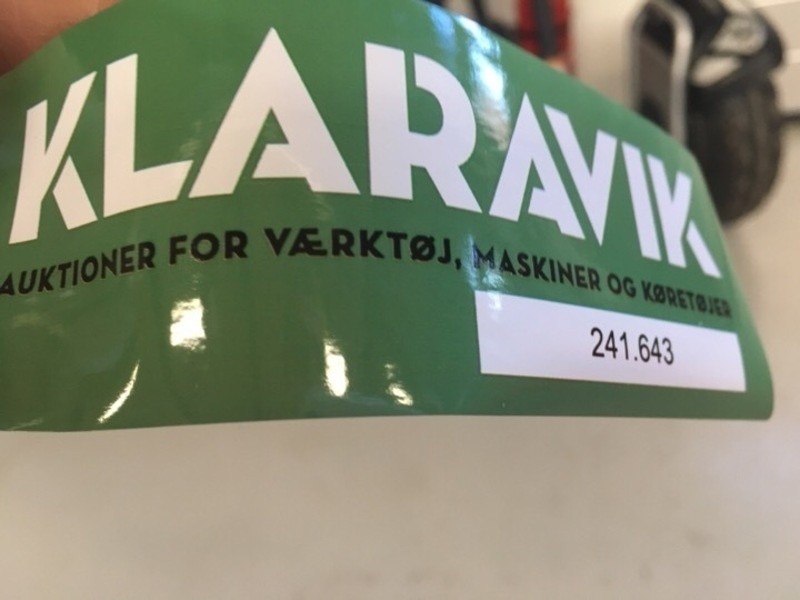 KLARAVIK
AUKTIONER FOR VÆRKTØJ, MASKINER OG KØRETØJER
241.643